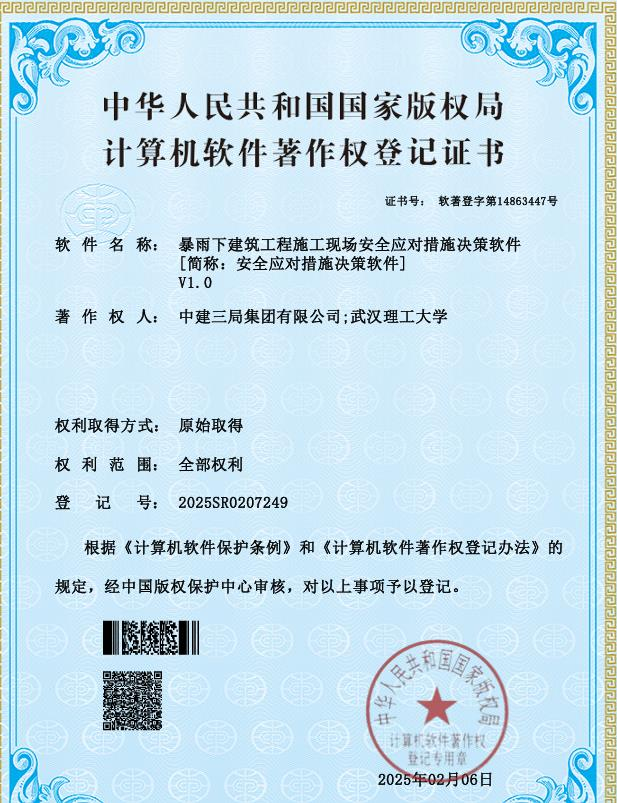 中华人民共和国国家版权局
计算机软件著作权登记证书
证书号： 软著登字第14863447号
软件名称： 暴雨下建筑工程施工现场安全应对措施决策软件
[简称：安全应对措施决策软件]
V1.0
著作权人： 中建三局集团有限公司;武汉理工大学
权利取得方式： 原始取得
权利范围： 全部权利
登记号： 2025SR0207249
根据《计算机软件保护条例》和《计算机软件著作权登记办法》的
规定，经中国版权保护中心审核，对以上事项予以登记。
中华人民共和国国家版权局
计算机软件著作权
登记专用章
2025年02月06日